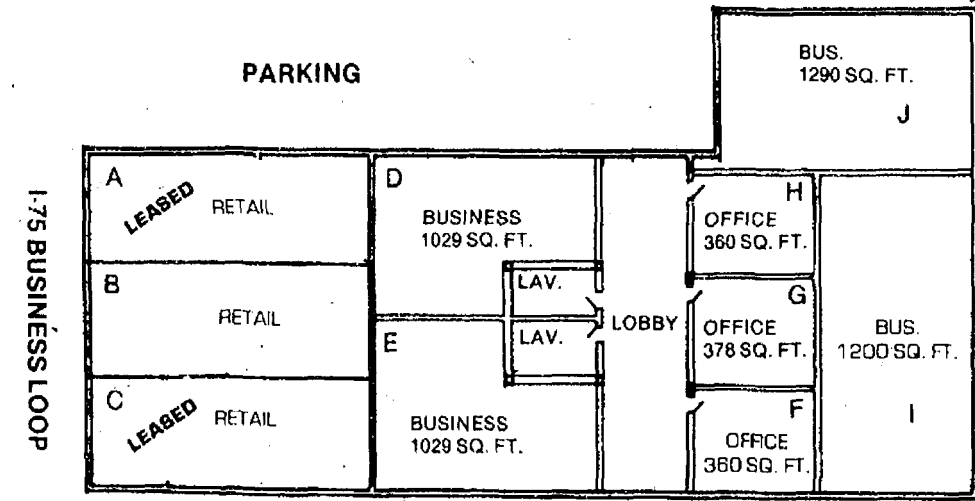 PARKING
BUS.
1290 SQ. FT.
J
A
LEASED
RETAIL
D
BUSINESS
1029 SQ. FT.
H
OFFICE
360 SQ. FT.
I-75 BUSINESS LOOP
B
RETAIL
LAV.
LAV.
LOBBY
G
OFFICE
378 SQ. FT.
BUS.
1200 SQ. FT.
I
C
LEASED
RETAIL
E
BUSINESS
1029 SQ. FT.
F
OFFICE
360 SQ. FT.